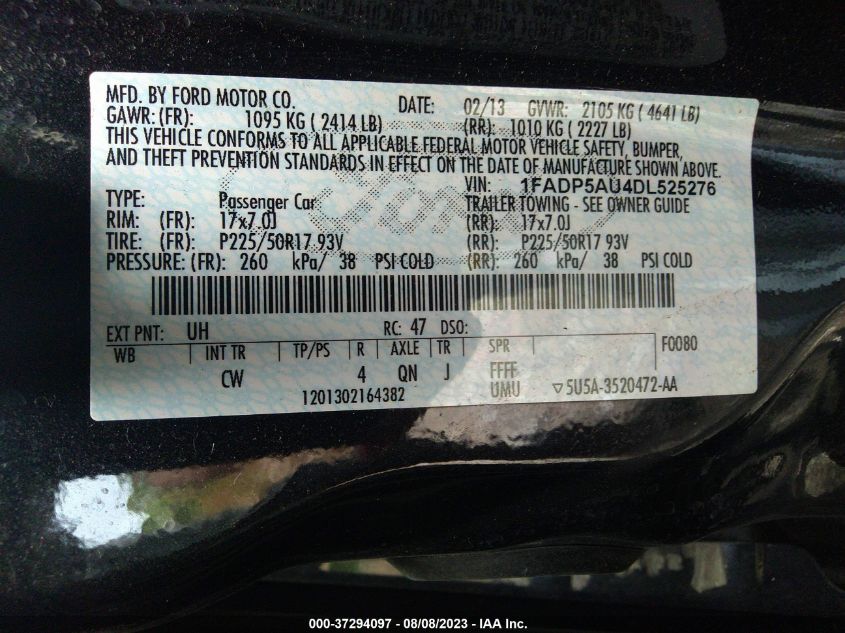 MFD. BY FORD MOTOR CO. DATE: 02/13 GVWR: 2105 KG ( 4641 LB)
GAWR: (FR): 1095 KG ( 2414 LB) (RR): 1010 KG ( 2227 LB)
THIS VEHICLE CONFORMS TO ALL APPLICABLE FEDERAL MOTOR VEHICLE SAFETY, BUMPER,
AND THEFT PREVENTION STANDARDS IN EFFECT ON THE DATE OF MANUFACTURE SHOWN ABOVE.
VIN: 1FADP5AU4DL525276
TYPE: Passenger Car TRAILER TOWING - SEE OWNER GUIDE
RIM: (FR): 17x7.0J (RR): 17x7.0J
TIRE: (FR): P225/50R17 93V (RR): P225/50R17 93V
PRESSURE: (FR): 260 kPa/ 38 PSI COLD (RR): 260 kPa/ 38 PSI COLD
EXT PNT: UH RC: 47 DSO: F0080
WB INT TR TP/PS R AXLE TR SPR
CW 4 QN J FFFF
UMU
1201302164382 ▽5U5A-3520472-AA
000-37294097 - 08/08/2023 - IAA Inc.